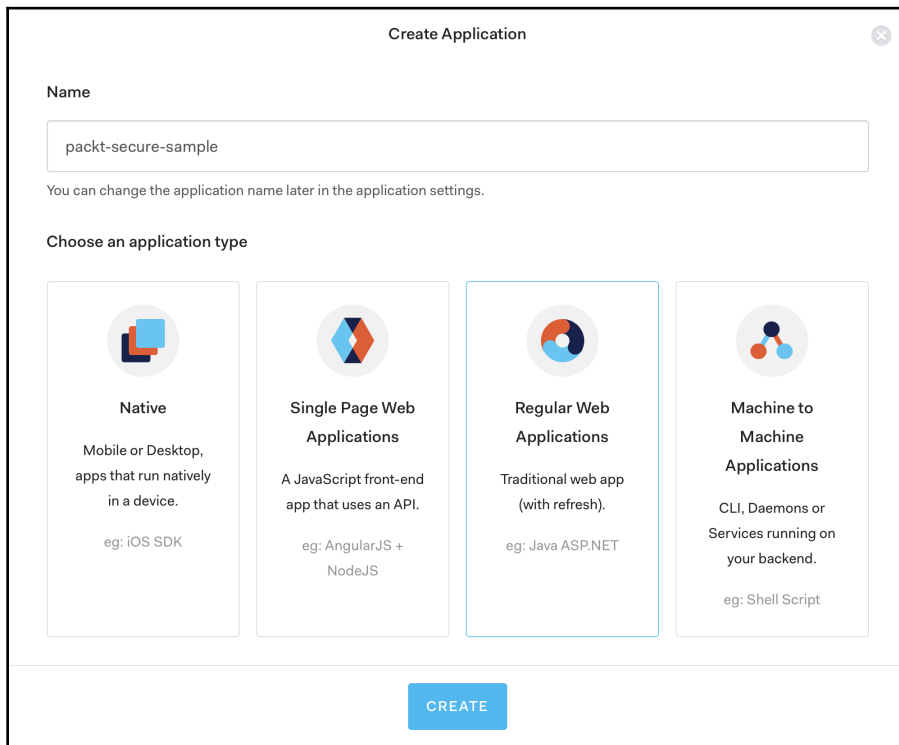 Create Application
Name
packt-secure-sample
You can change the application name later in the application settings.
Choose an application type
Native
Mobile or Desktop,
apps that run natively
in a device.
eg: iOS SDK
Single Page Web
Applications
A JavaScript front-end
app that uses an API.
eg: AngularJS +
NodeJS
Regular Web
Applications
Traditional web app
(with refresh).
eg: Java ASP.NET
Machine to
Machine
Applications
CLI, Daemons or
Services running on
your backend.
eg: Shell Script
CREATE